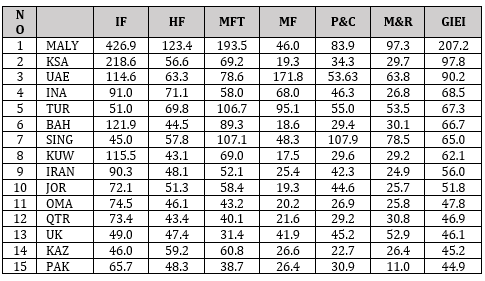 N
O IF HF MFT MF P&C M&R GIEI
1 MALY 426.9 123.4 193.5 46.0 83.9 97.3 207.2
2 KSA 218.6 56.6 69.2 19.3 34.3 29.7 97.8
3 UAE 114.6 63.3 78.6 171.8 53.63 63.8 90.2
4 INA 91.0 71.1 58.0 68.0 46.3 26.8 68.5
5 TUR 51.0 69.8 106.7 95.1 55.0 53.5 67.3
6 BAH 121.9 44.5 89.3 18.6 29.4 30.1 66.7
7 SING 45.0 57.8 107.1 48.3 107.9 78.5 65.0
8 KUW 115.5 43.1 69.0 17.5 29.6 29.2 62.1
9 IRAN 90.3 48.1 52.1 25.4 42.3 24.9 56.0
10 JOR 72.1 51.3 58.4 19.3 44.6 25.7 51.8
11 OMA 74.5 46.1 43.2 20.2 26.9 25.8 47.8
12 QTR 73.4 43.4 40.1 21.6 29.2 30.8 46.9
13 UK 49.0 47.4 31.4 41.9 45.2 52.9 46.1
14 KAZ 46.0 59.2 60.8 26.6 22.7 26.4 45.2
15 PAK 65.7 48.3 38.7 26.4 30.9 11.0 44.9